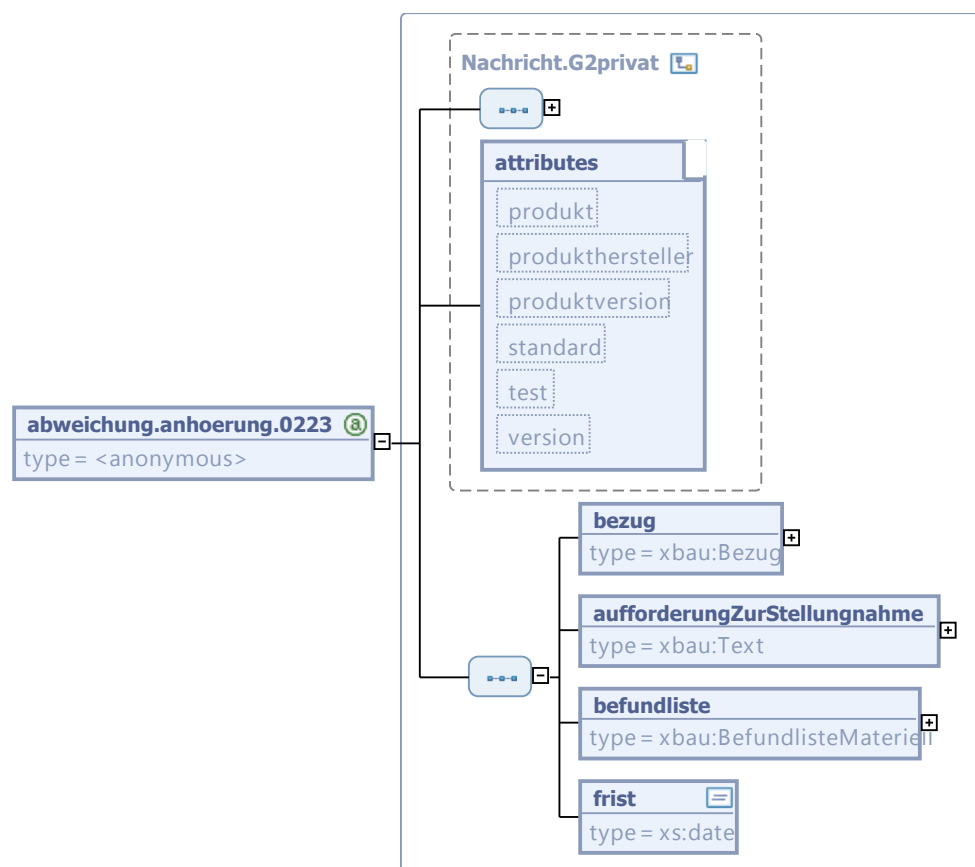 Nachricht.G2privat
attributes
produkt
produkthersteller
produktversion
standard
test
version
abweichung.anhoerung.0223
type = <anonymous>
bezug
type = xbau:Bezug
aufforderungZurStellungnahme
type = xbau:Text
befundliste
type = xbau:BefundlisteMateriell
frist
type = xs:date